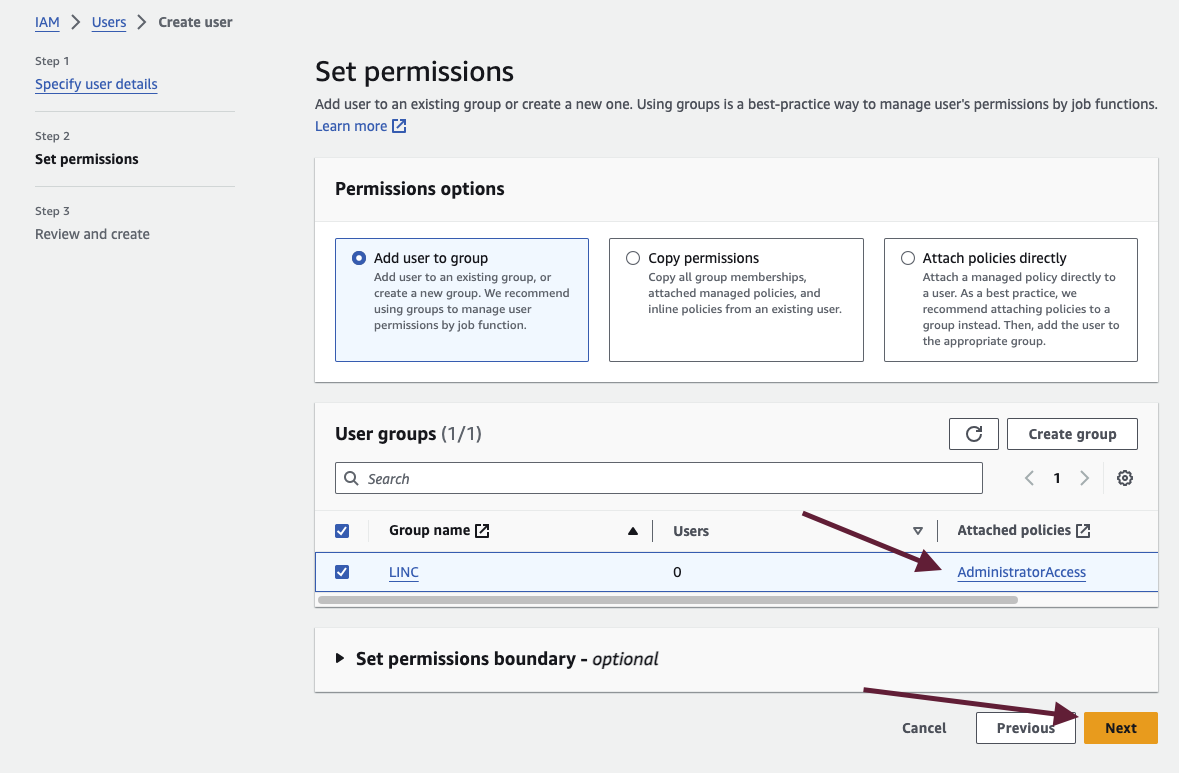 IAM > Users > Create user
Step 1
Specify user details
Step 2
Set permissions
Step 3
Review and create
Set permissions
Add user to an existing group or create a new one. Using groups is a best-practice way to manage user's permissions by job functions.
Learn more
Permissions options
Add user to group
Add user to an existing group, or
create a new group. We recommend
using groups to manage user
permissions by job function.
Copy permissions
Copy all group memberships,
attached managed policies, and
inline policies from an existing user.
Attach policies directly
Attach a managed policy directly to
a user. As a best practice, we
recommend attaching policies to a
group instead. Then, add the user to
the appropriate group.
User groups (1/1)
Create group
Search
1
Group name Users Attached policies
LINC 0 AdministratorAccess
Set permissions boundary - optional
Cancel Previous Next